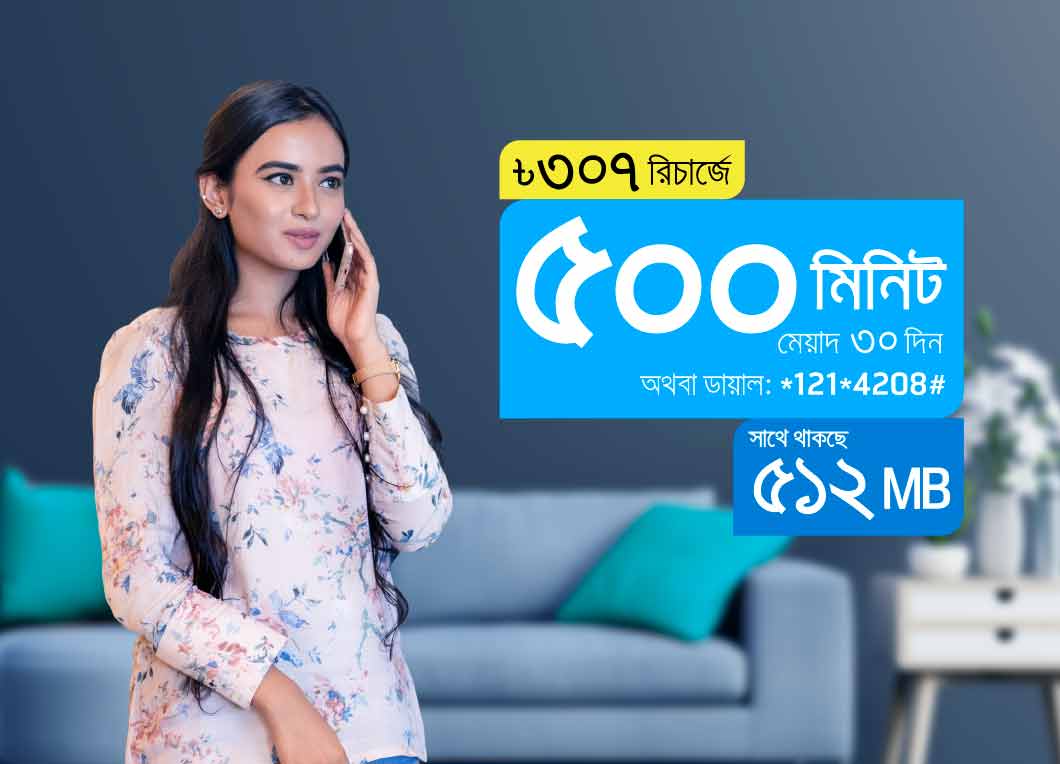 ৳৩০৭ রিচার্জে
৫০০ মিনিট
মেয়াদ ৩০ দিন
অথবা ডায়াল: *121*4208#
সাথে থাকছে
৫১২ MB